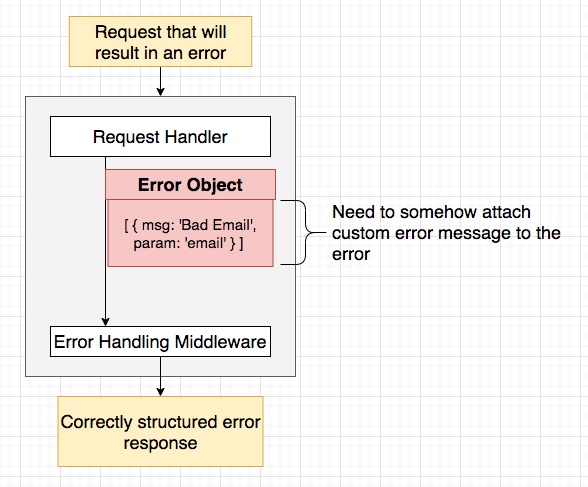 Request that will
result in an error
Request Handler
Error Object
[ { msg: 'Bad Email',
param: 'email' } ]
Need to somehow attach
custom error message to the
error
Error Handling Middleware
Correctly structured error
response